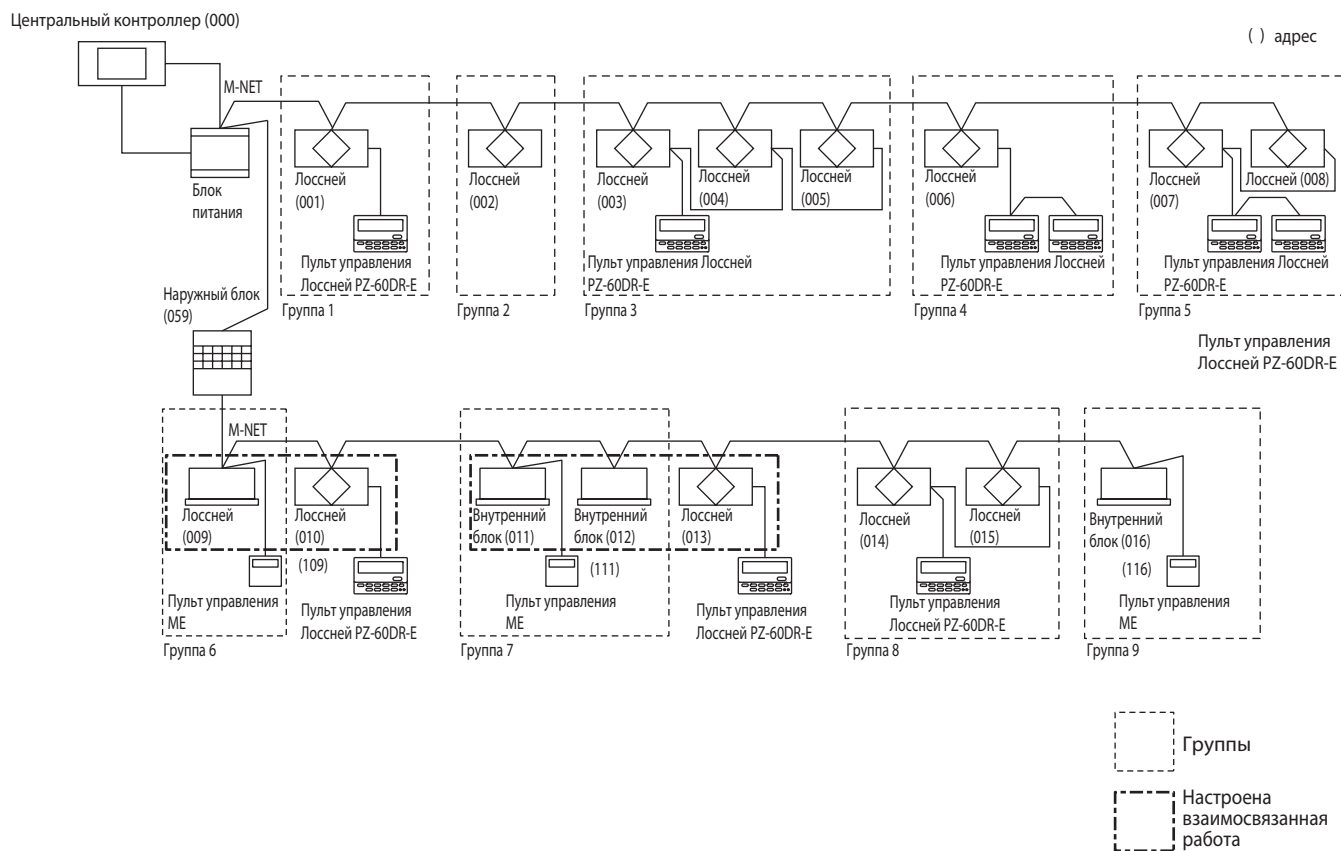 Центральный контроллер (000)
( ) адрес
M-NET
Блок
питания
Лоссней
(001)
Пульт управления
Лоссней PZ-60DR-E
Группа 1
Лоссней
(002)
Группа 2
Лоссней
(003)
Лоссней
(004)
Лоссней
(005)
Пульт управления Лоссней
PZ-60DR-E
Группа 3
Лоссней
(006)
Пульт управления Лоссней
PZ-60DR-E
Группа 4
Лоссней
(007)
Лоссней (008)
Пульт управления Лоссней
PZ-60DR-E
Группа 5
Пульт управления
Лоссней PZ-60DR-E
Наружный блок
(059)
M-NET
Лоссней
(009)
Пульт управления
ME
Группа 6
Лоссней
(010)
(109)
Пульт управления
Лоссней PZ-60DR-E
Внутренний
блок (011)
Внутренний
блок (012)
(111)
Пульт управления
ME
Группа 7
Лоссней
(013)
Пульт управления
Лоссней PZ-60DR-E
Лоссней
(014)
Лоссней
(015)
Пульт управления
Лоссней PZ-60DR-E
Группа 8
Внутренний
блок (016)
(116)
Пульт управления
ME
Группа 9
Группы
Настроена
взаимосвязанная
работа